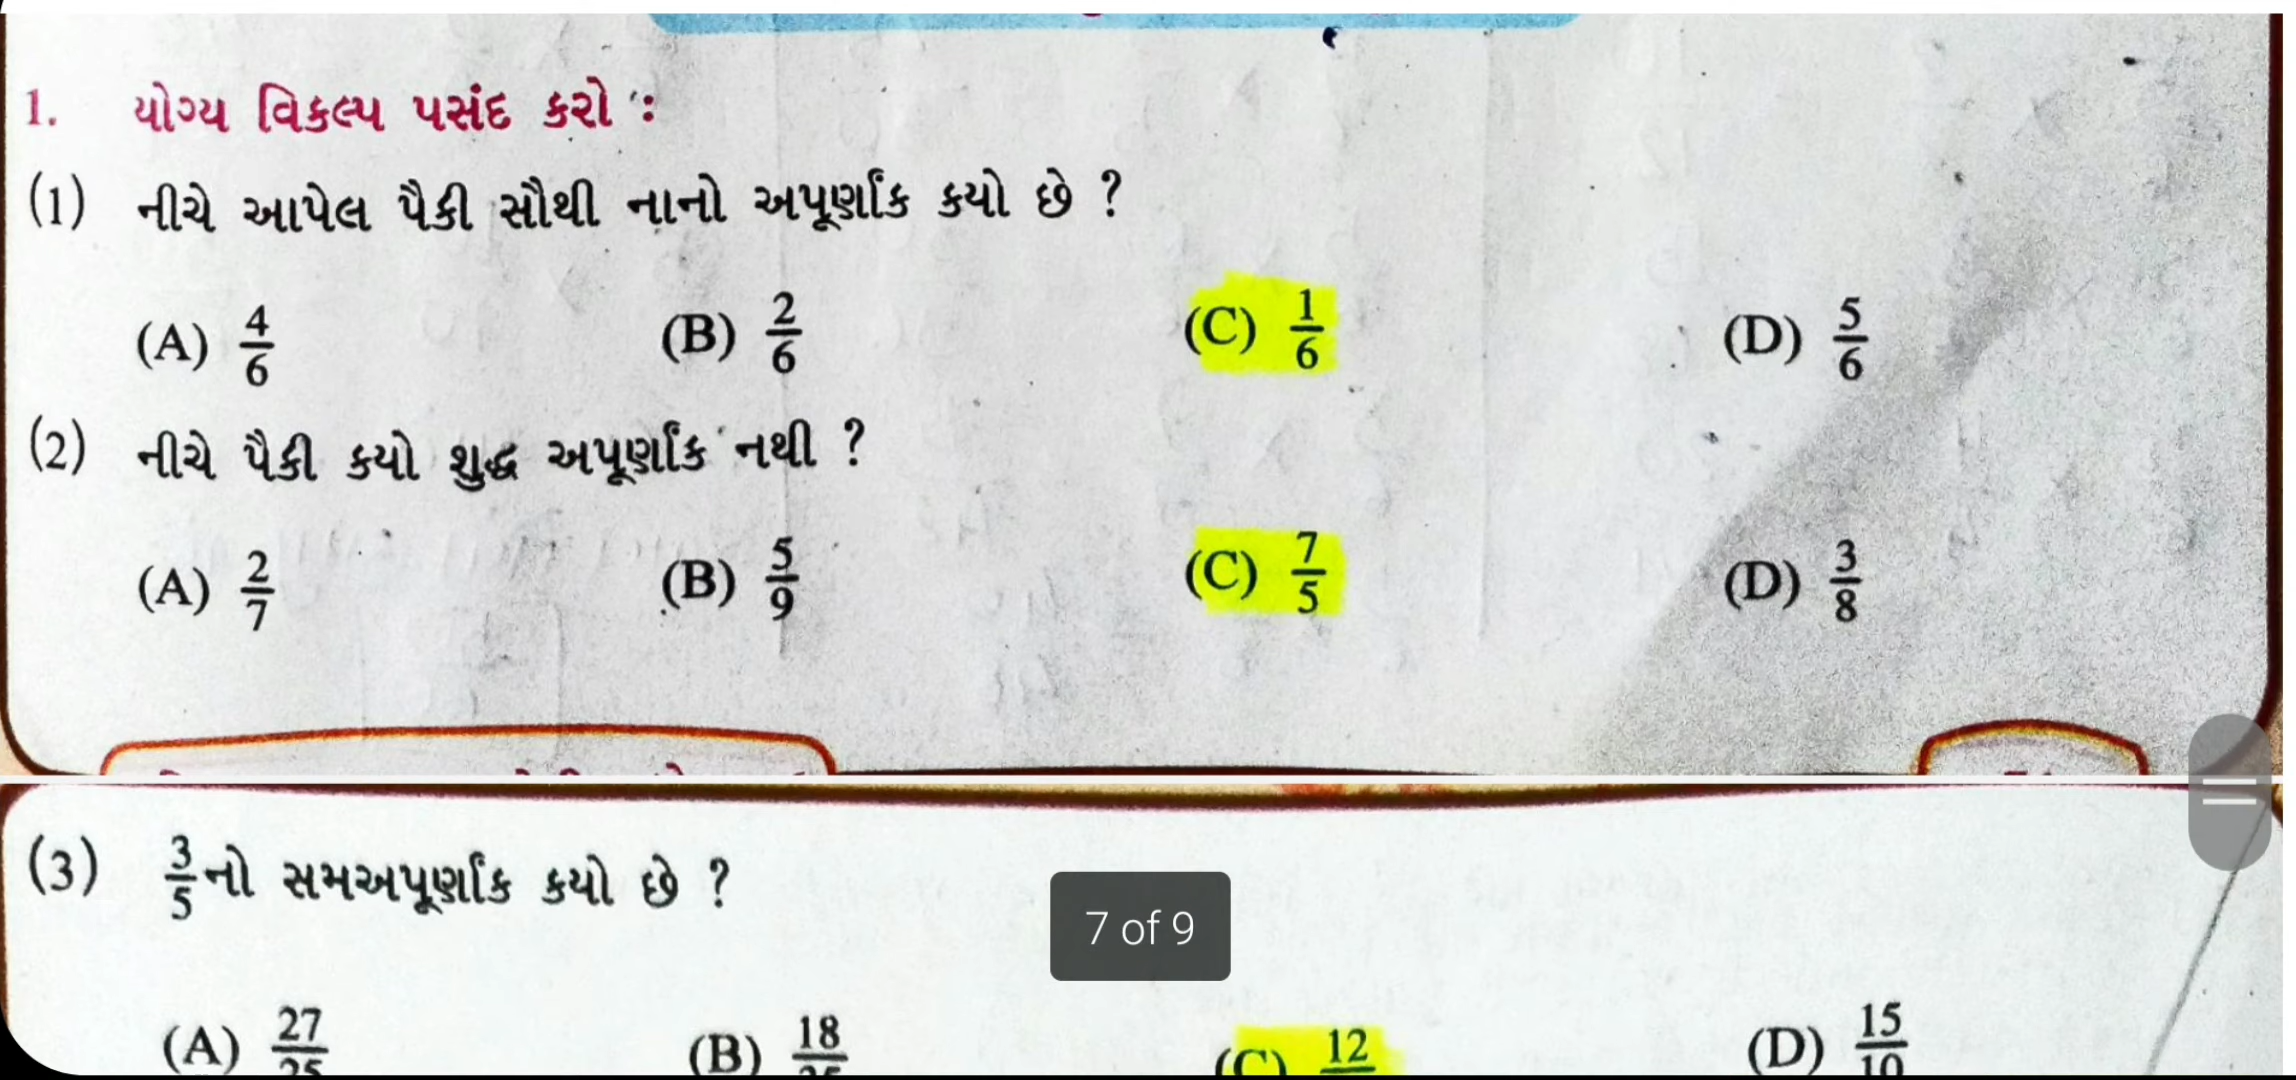 1. યોગ્ય વિકલ્પ પસંદ કરો :
(1) નીચે આપેલ પૈકી સૌથી નાનો અપૂર્ણાંક કયો છે ?
(A) 4/6 (B) 2/6 (C) 1/6 (D) 5/6
(2) નીચે પૈકી કયો શુદ્ધ અપૂર્ણાંક નથી ?
(A) 2/7 (B) 5/9 (C) 7/5 (D) 3/8
(3) 3/5નો સમઅપૂર્ણાંક કયો છે ?
7 of 9
(A) 27 (B) 18 (C) 12 (D) 15/10